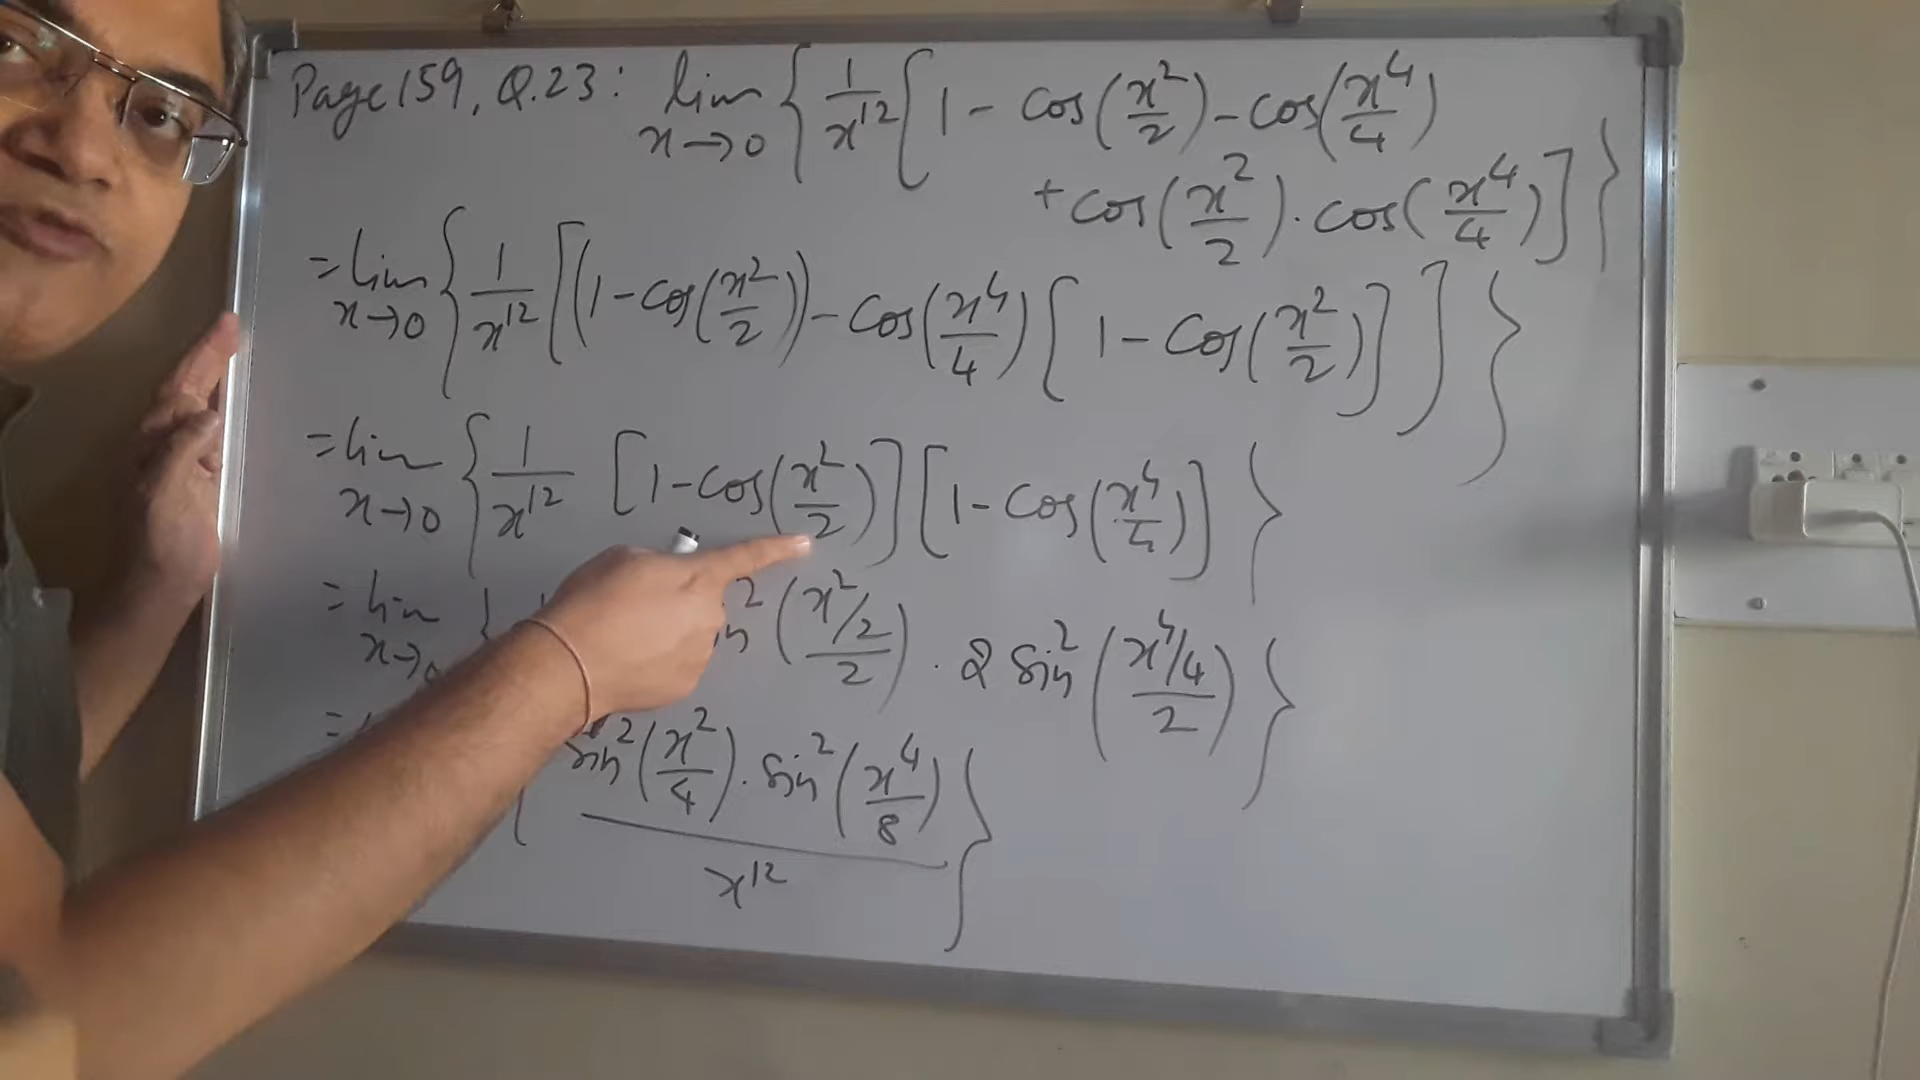 Page 159, Q.23: lim x→0 { 1/x^12 { 1 - cos(x^2/2) - cos(x^4/4)
+ cos(x^2/2) . cos(x^4/4) ] }
= lim x→0 { 1/x^12 [ (1 - cos(x^2/2)) - cos(x^4/4) [ 1 - cos(x^2/2) ] ] }
= lim x→0 { 1/x^12 [ 1 - cos(x^2/2) ] [ 1 - cos(x^4/4) ] }
= lim x→0 { ^2 ( (x^2/2) / 2 ) . 2 sin^2 ( (x^4/4) / 2 ) }
= { sin^2(x^2/4) . sin^2(x^4/8) / x^12 }